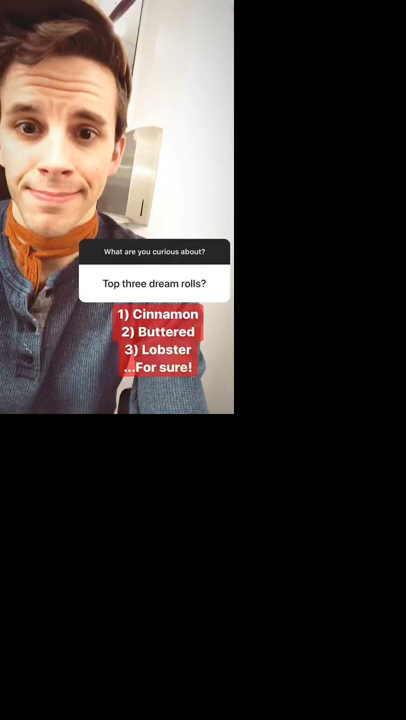 What are you curious about?
Top three dream rolls?
1) Cinnamon
2) Buttered
3) Lobster
...For sure!